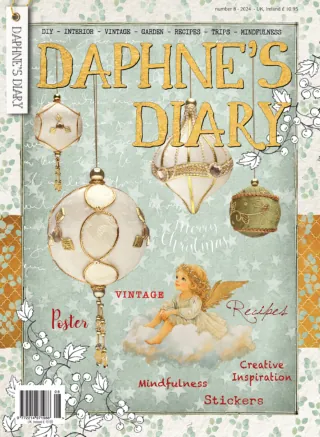 number 8 - 2024 - UK, Ireland £ 10.99
DIY - INTERIOR - VINTAGE - GARDEN - RECIPES - TRIPS - MINDFULNESS
DAPHNE'S DIARY
DAPHNE'S
DIARY
Merry
Christmas
VINTAGE
Recipes
Poster
Creative
Inspiration
Mindfulness
Stickers